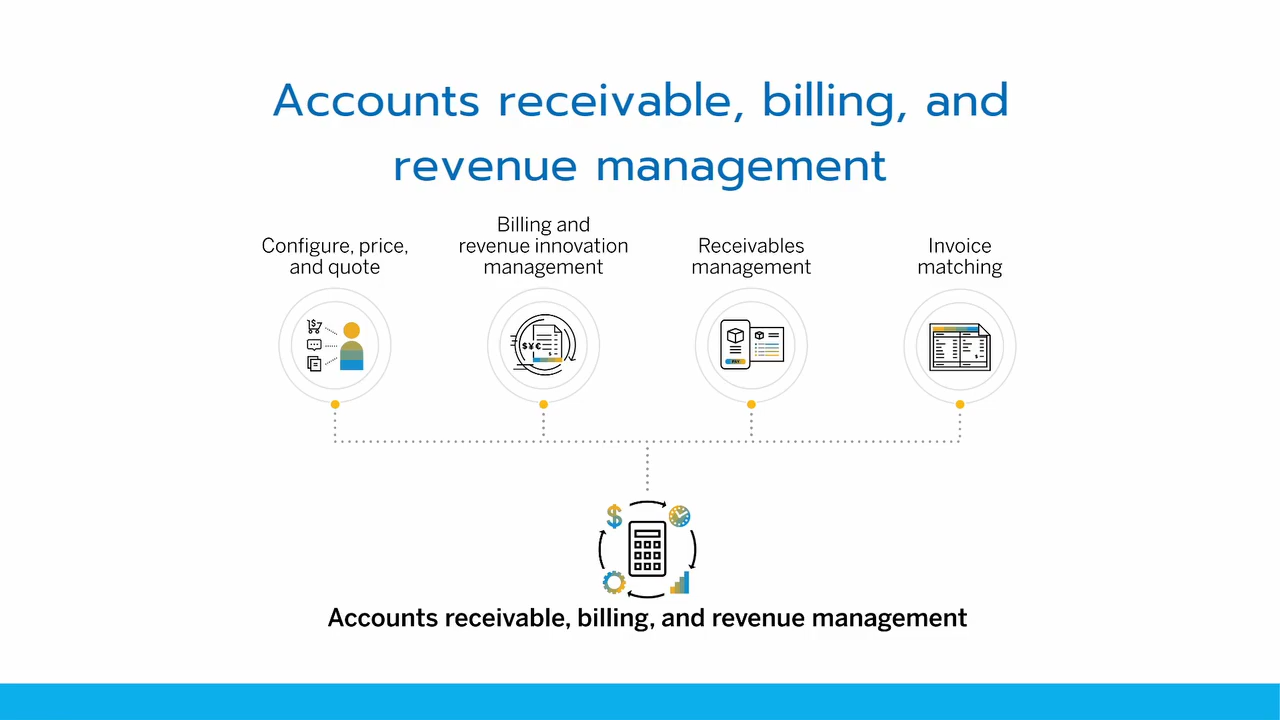 Accounts receivable, billing, and
revenue management
Configure, price,
and quote
Billing and
revenue innovation
management
Receivables
management
Invoice
matching
$¥€
$
PAY
$
$
Accounts receivable, billing, and revenue management